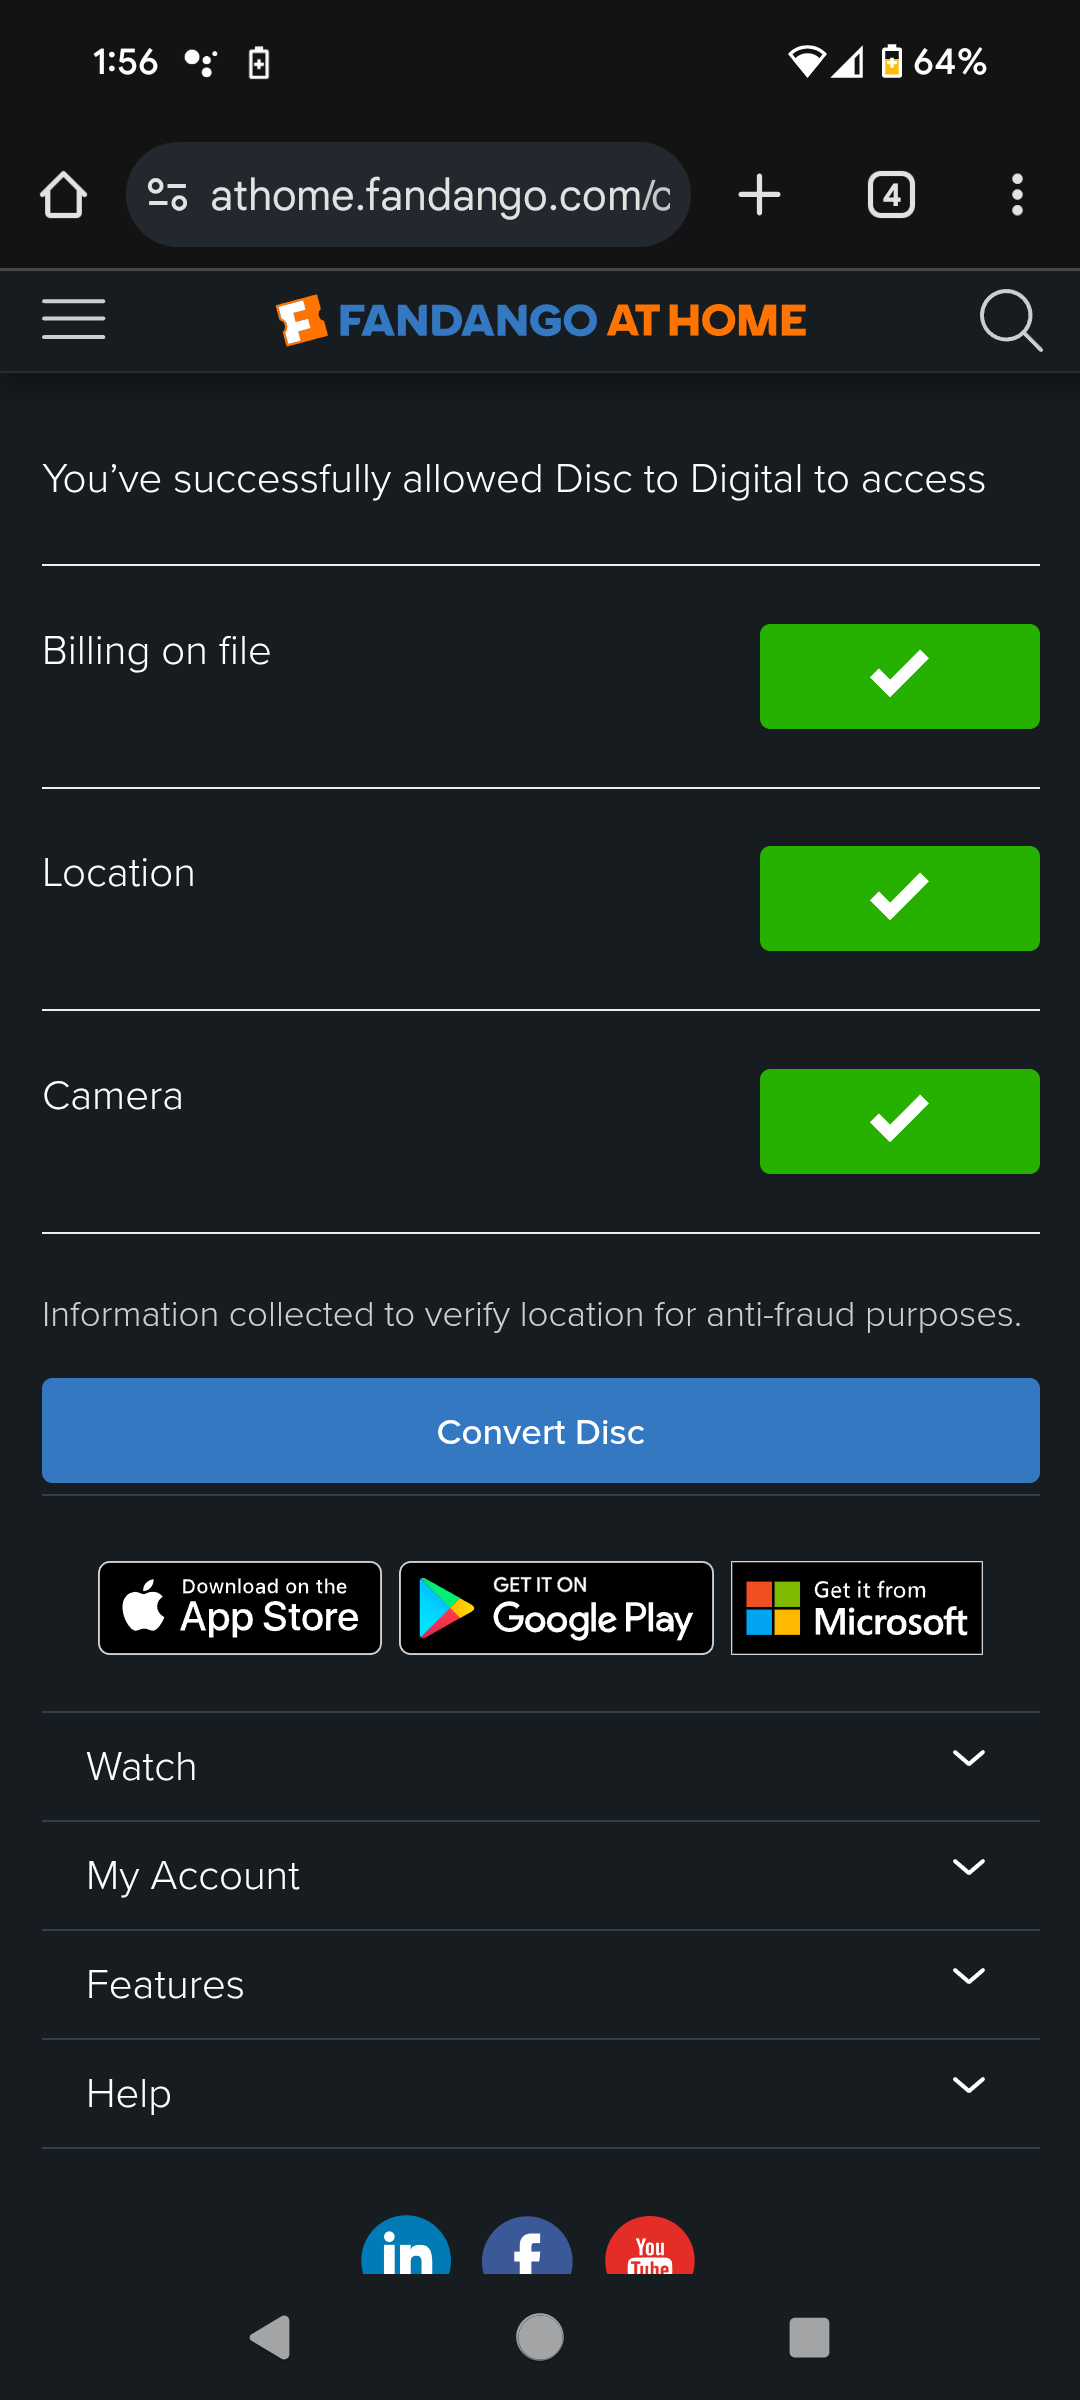 1:56
64%
athome.fandango.com/c
4
FANDANGO AT HOME
You've successfully allowed Disc to Digital to access
Billing on file
Location
Camera
Information collected to verify location for anti-fraud purposes.
Convert Disc
Download on the
App Store
GET IT ON
Google Play
Get it from
Microsoft
Watch
My Account
Features
Help
in
f
You
Tube